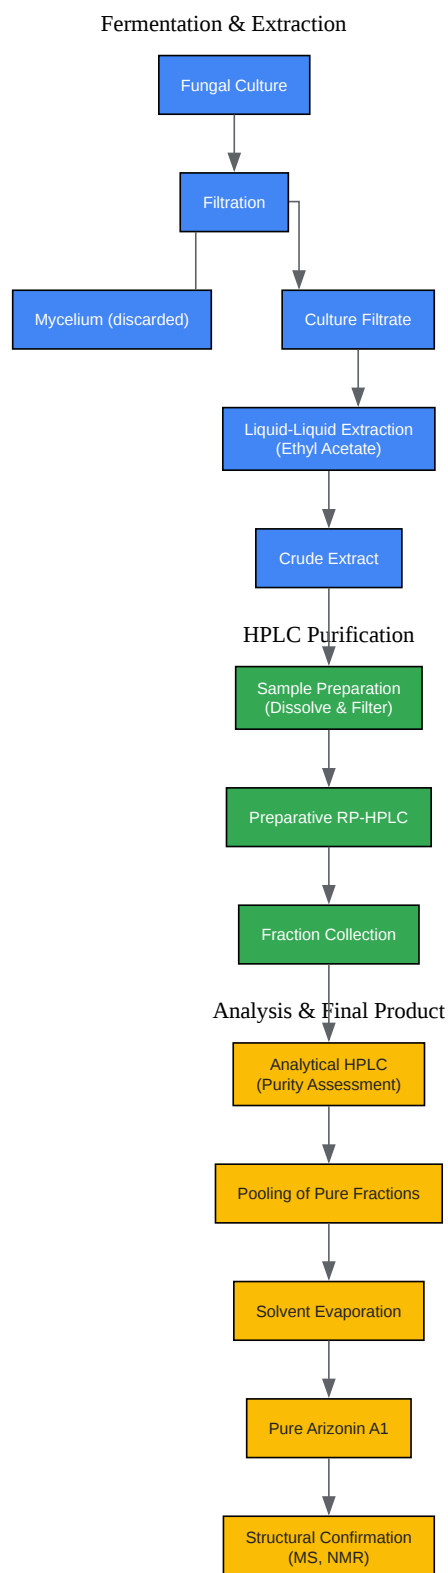 Fermentation & Extraction
Fungal Culture
Filtration
Mycelium (discarded)
Culture Filtrate
Liquid-Liquid Extraction
(Ethyl Acetate)
Crude Extract
HPLC Purification
Sample Preparation
(Dissolve & Filter)
Preparative RP-HPLC
Fraction Collection
Analysis & Final Product
Analytical HPLC
(Purity Assessment)
Pooling of Pure Fractions
Solvent Evaporation
Pure Arizonin A1
Structural Confirmation
(MS, NMR)